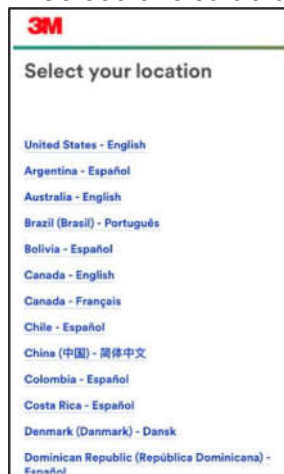 3M
Select your location
United States - English
Argentina - Español
Australia - English
Brazil (Brasil) - Português
Bolivia - Español
Canada - English
Canada - Français
Chile - Español
China (中国) - 简体中文
Colombia - Español
Costa Rica - Español
Denmark (Danmark) - Dansk
Dominican Republic (República Dominicana) -
Español